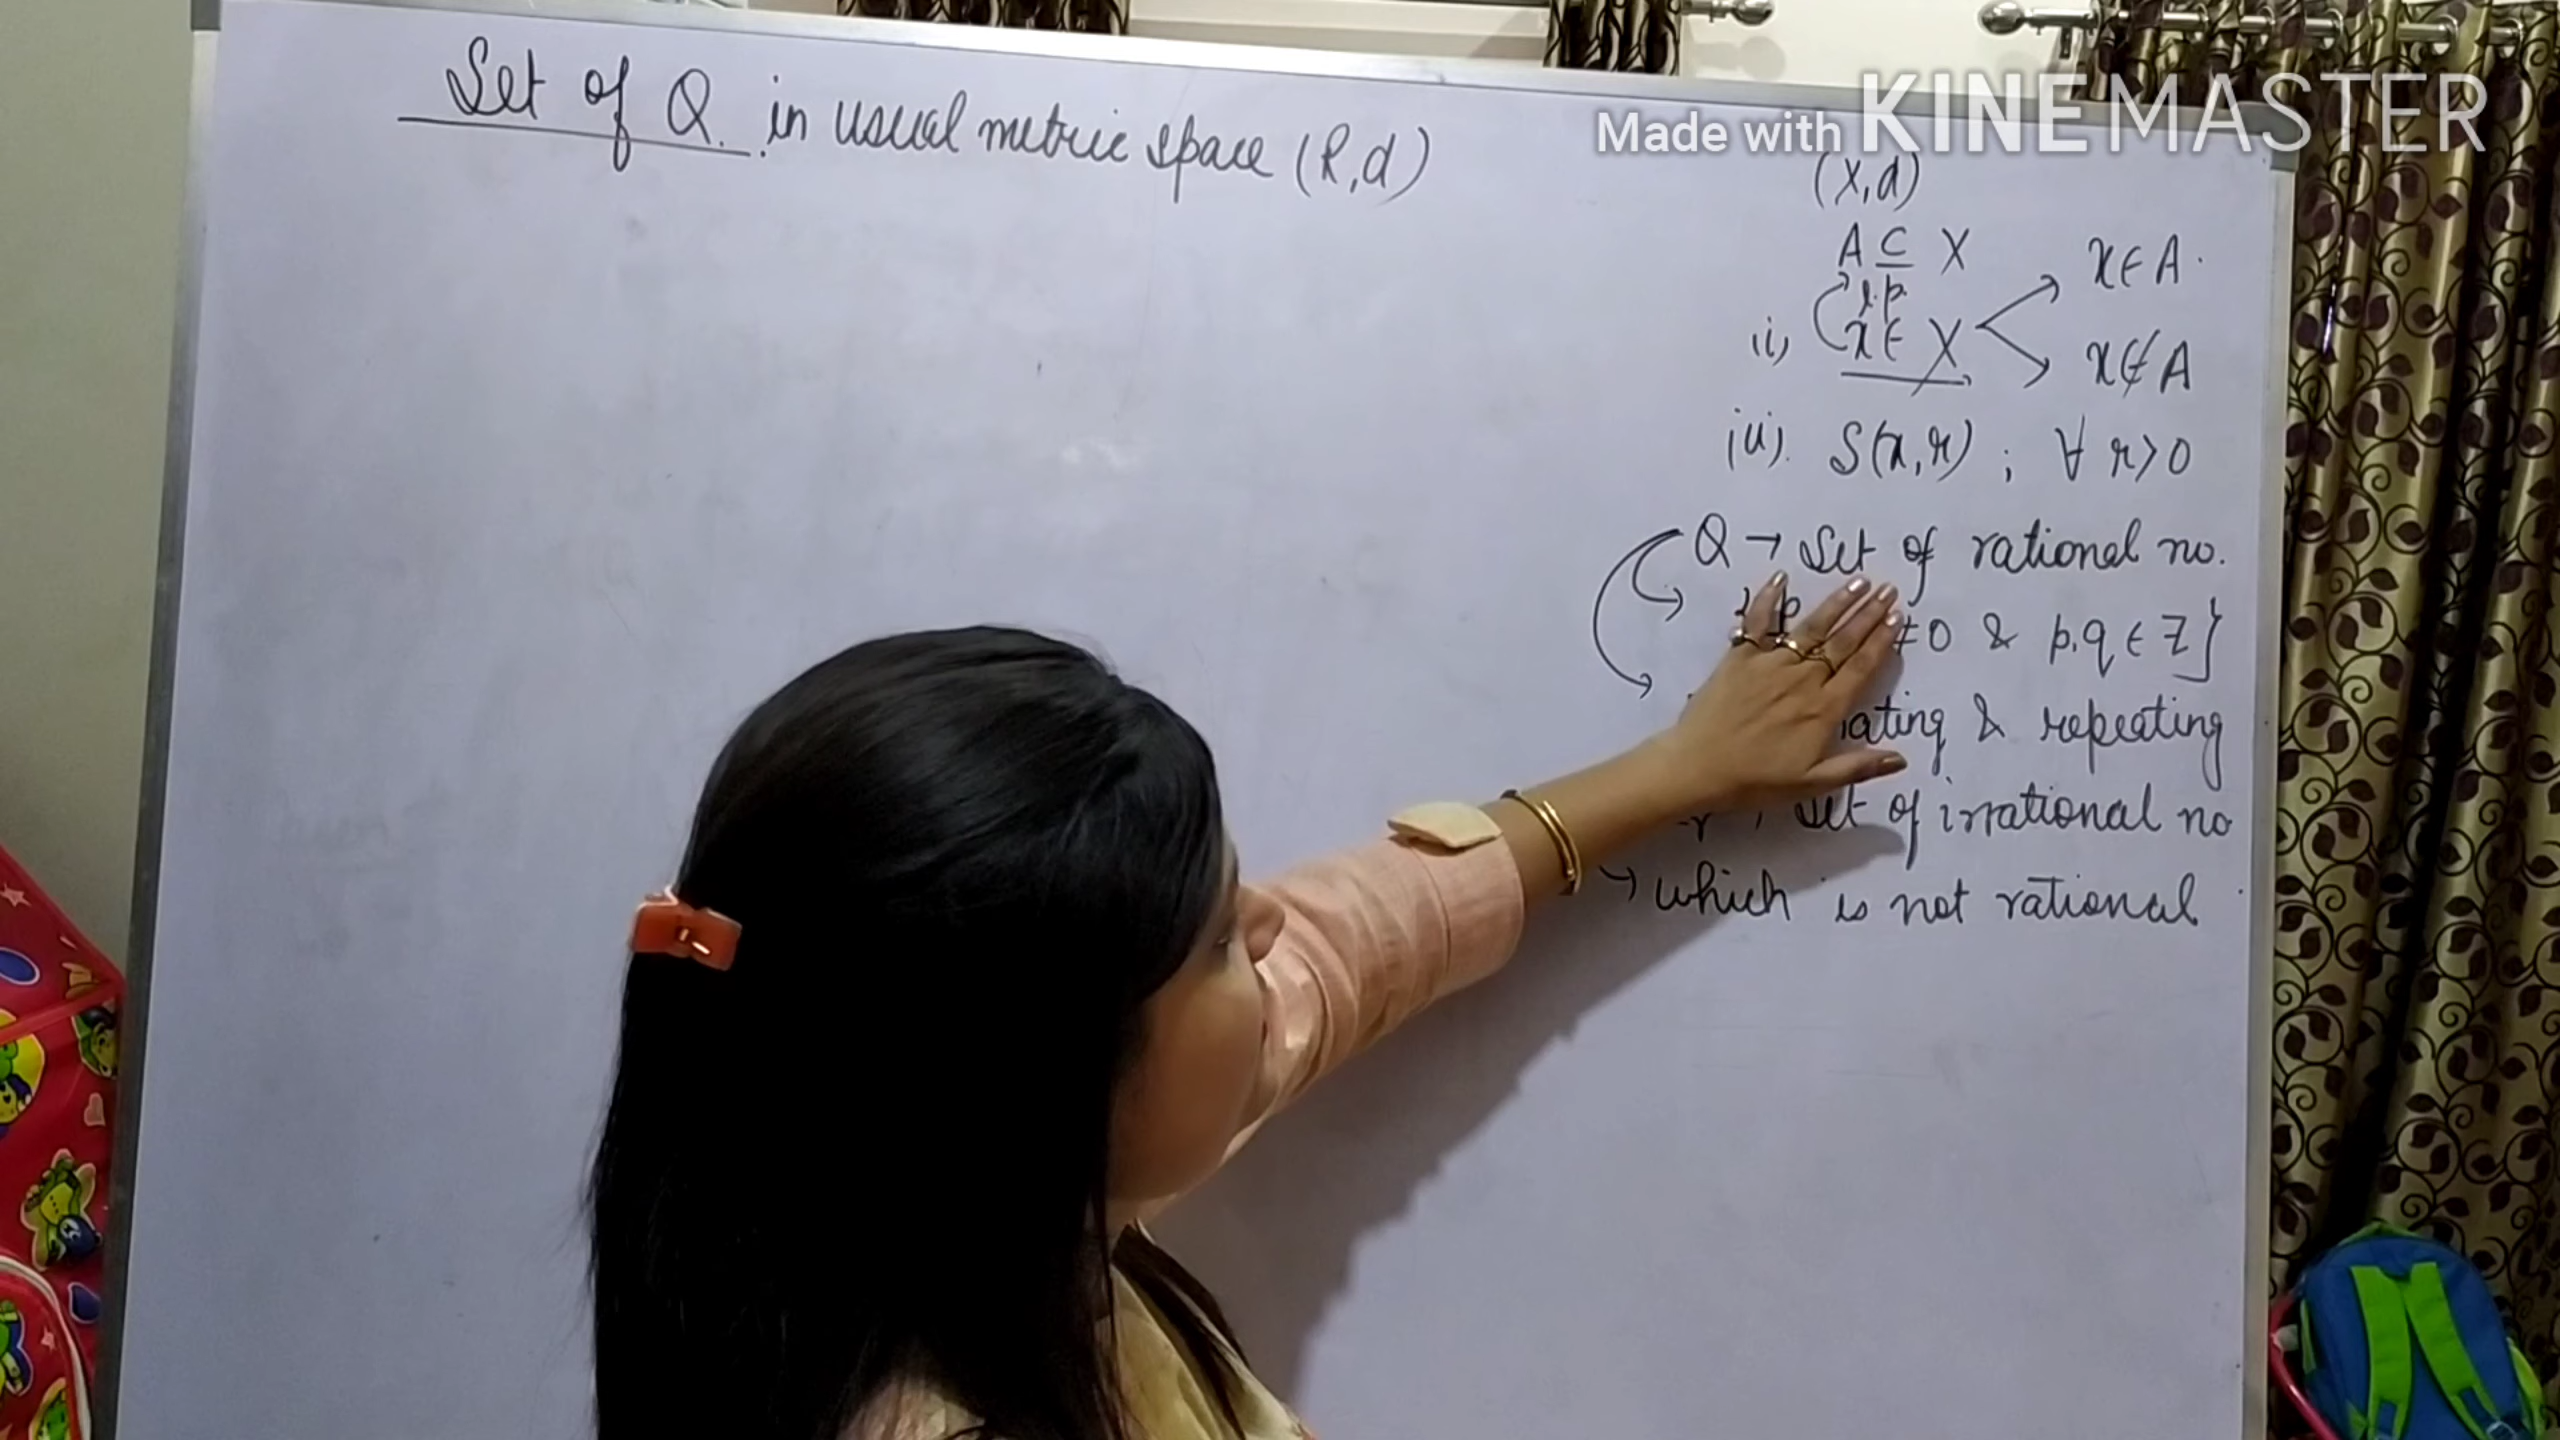 Set of Q. in usual metric space (R,d)
Made with KINEMASTER
(X,d)
A ⊆ X
l.p.
x ∈ A.
ii) x ∈ X
x ∉ A
iii). S(x,r) ; ∀ r>0
Q → Set of rational no.
{ p ≠0 & p,q ∈ Z}
& repeating
set of irrational no
→ which is not rational